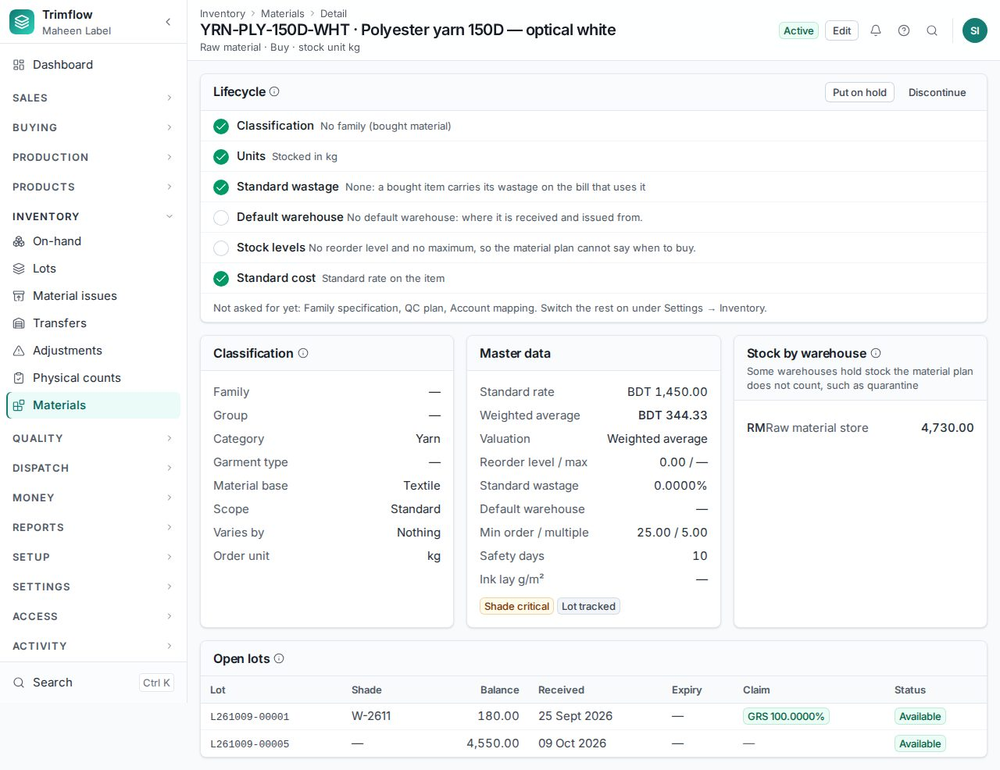 Trimflow
Maheen Label
Dashboard
SALES
BUYING
PRODUCTION
PRODUCTS
INVENTORY
On-hand
Lots
Material issues
Transfers
Adjustments
Physical counts
Materials
QUALITY
DISPATCH
MONEY
REPORTS
SETUP
SETTINGS
ACCESS
ACTIVITY
Search Ctrl K
Inventory Materials Detail
YRN-PLY-150D-WHT · Polyester yarn 150D — optical white
Raw material · Buy · stock unit kg
Active Edit SI
Lifecycle Put on hold Discontinue
Classification No family (bought material)
Units Stocked in kg
Standard wastage None: a bought item carries its wastage on the bill that uses it
Default warehouse No default warehouse: where it is received and issued from.
Stock levels No reorder level and no maximum, so the material plan cannot say when to buy.
Standard cost Standard rate on the item
Not asked for yet: Family specification, QC plan, Account mapping. Switch the rest on under Settings → Inventory.
Classification
Family —
Group —
Category Yarn
Garment type —
Material base Textile
Scope Standard
Varies by Nothing
Order unit kg
Master data
Standard rate BDT 1,450.00
Weighted average BDT 344.33
Valuation Weighted average
Reorder level / max 0.00 / —
Standard wastage 0.0000%
Default warehouse —
Min order / multiple 25.00 / 5.00
Safety days 10
Ink lay g/m² —
Shade critical Lot tracked
Stock by warehouse
Some warehouses hold stock the material plan
does not count, such as quarantine
RMRaw material store 4,730.00
Open lots
Lot Shade Balance Received Expiry Claim Status
L261009-00001 W-2611 180.00 25 Sept 2026 — GRS 100.0000% Available
L261009-00005 — 4,550.00 09 Oct 2026 — — Available